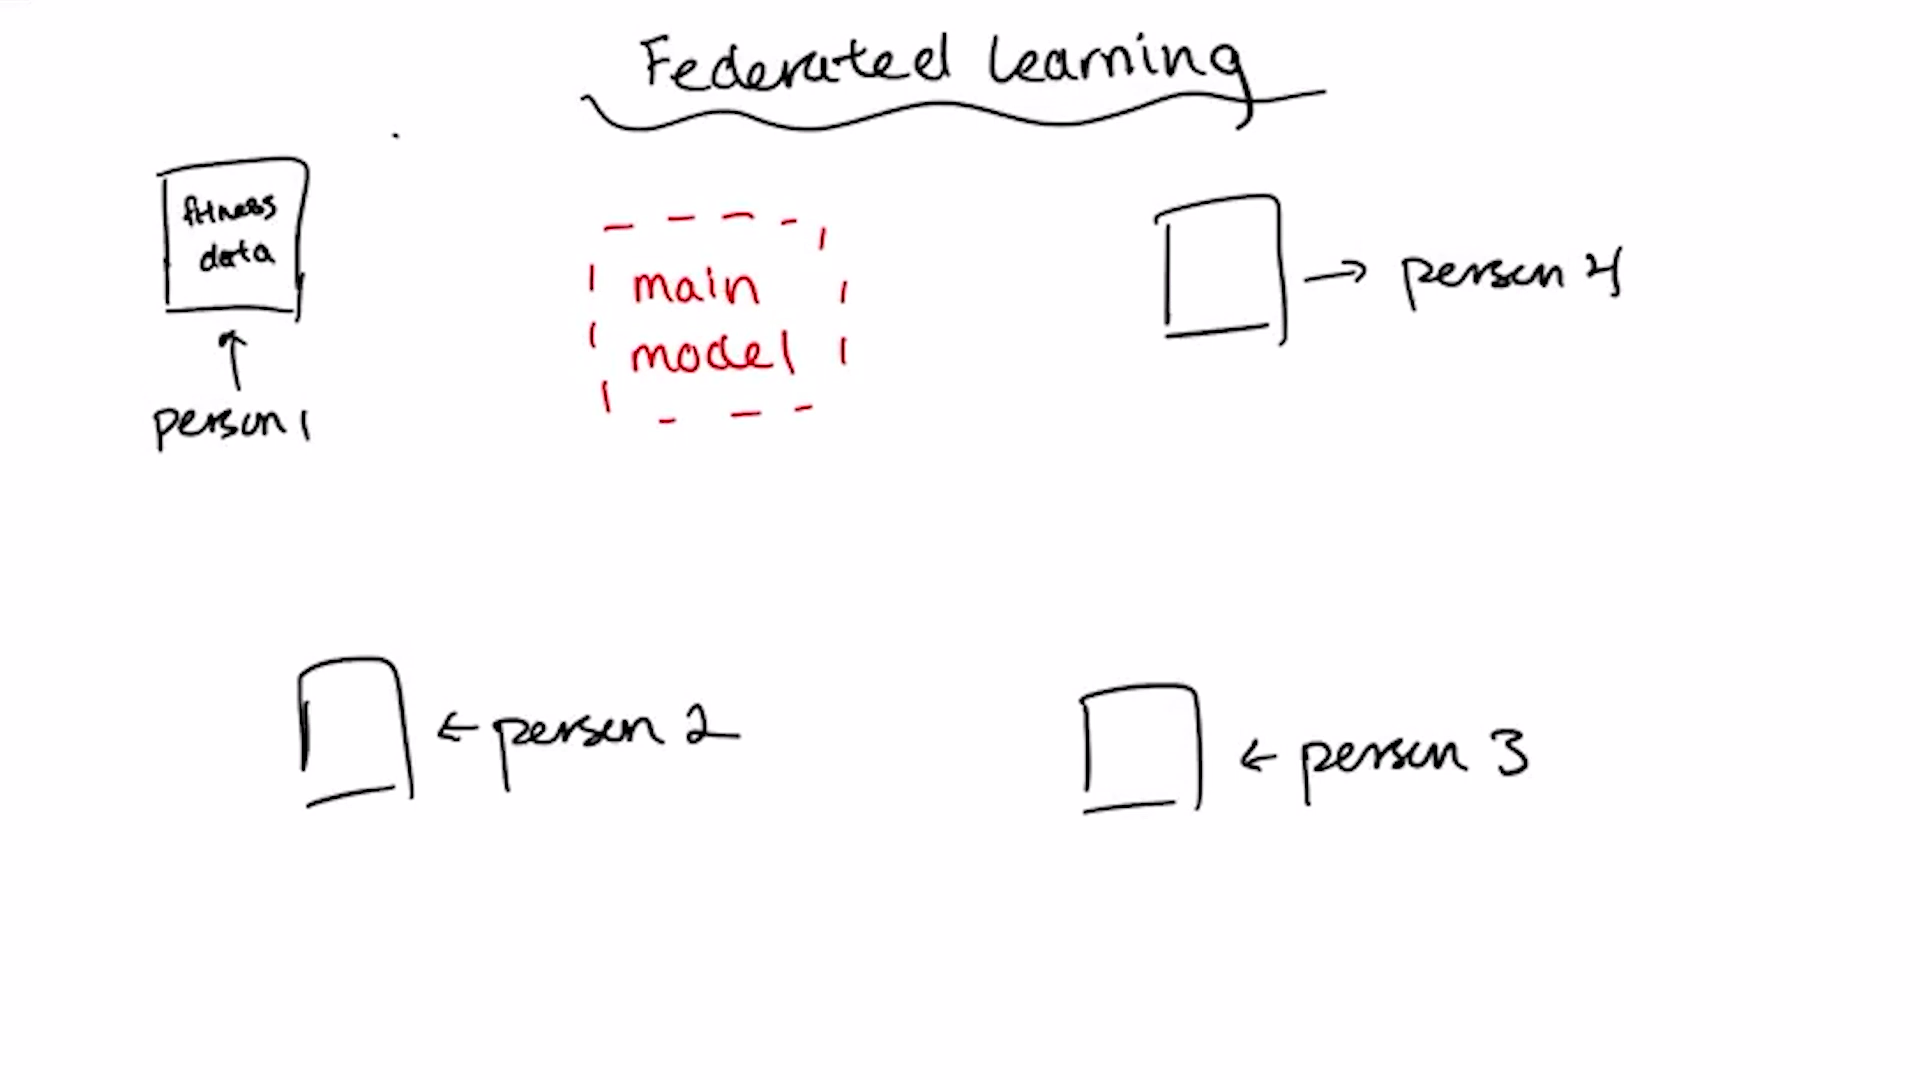 Federated learning
fitness
data
person 1
main
model
→ person 4
← person 2
← person 3